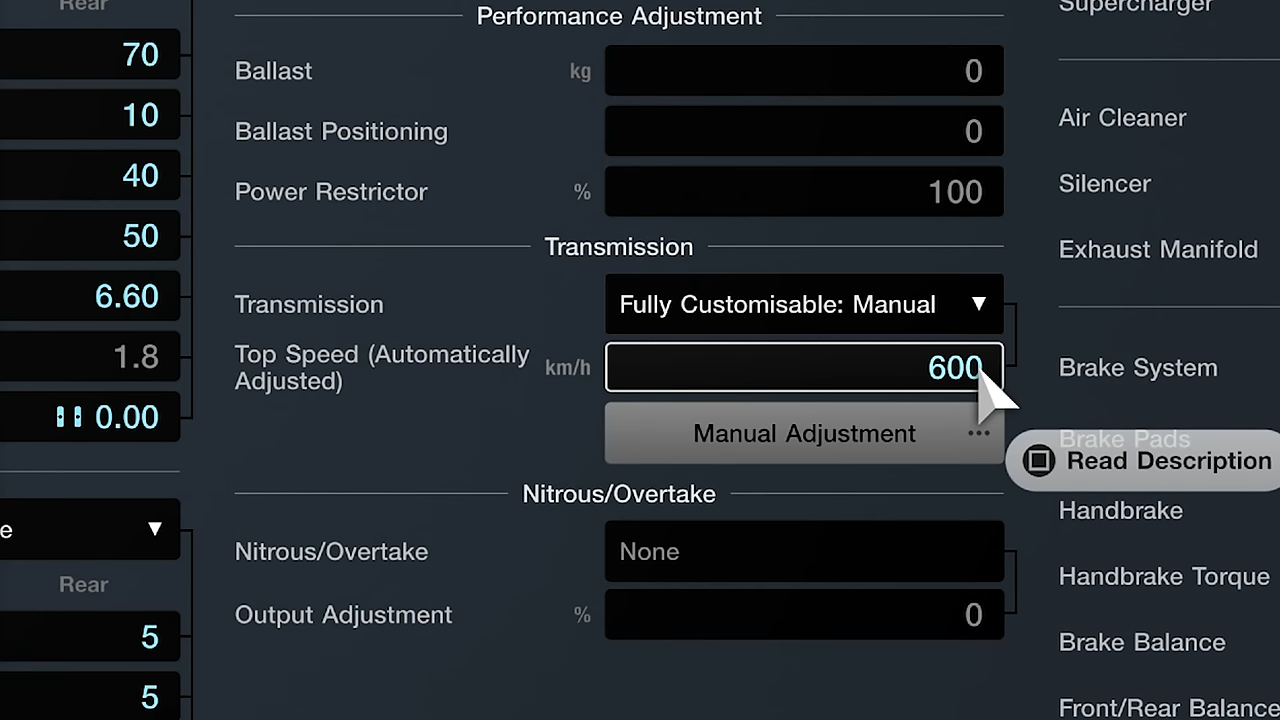 Rear
70
10
40
50
6.60
1.8
0.00
e
Rear
5
5
Performance Adjustment
Ballast kg 0
Ballast Positioning 0
Power Restrictor % 100
Transmission
Transmission Fully Customisable: Manual
Top Speed (Automatically
Adjusted) km/h 600
Manual Adjustment ...
Nitrous/Overtake
Nitrous/Overtake None
Output Adjustment % 0
Supercharger
Air Cleaner
Silencer
Exhaust Manifold
Brake System
Brake Pads
Read Description
Handbrake
Handbrake Torque
Brake Balance
Front/Rear Balance